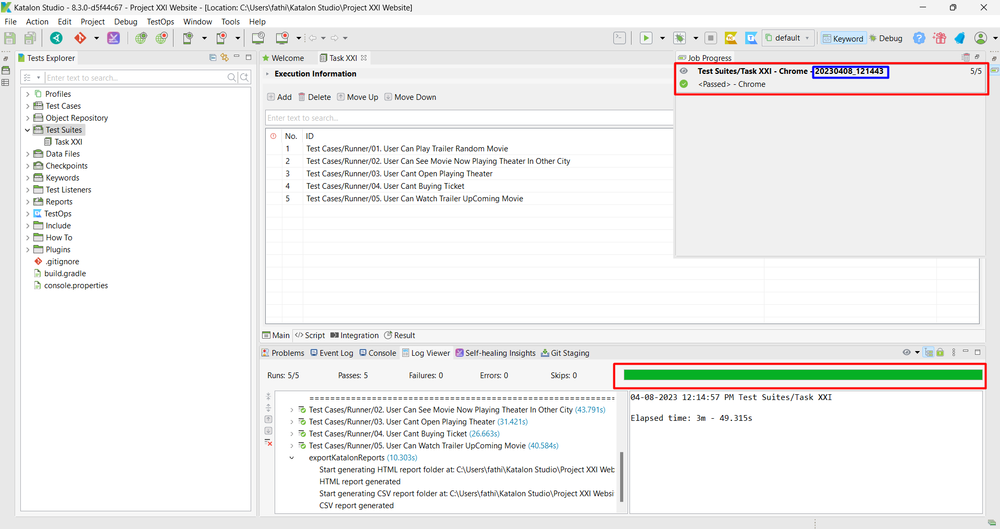 Katalon Studio - 8.3.0-d5f44c67 - Project XXI Website - [Location: C:\Users\fathi\Katalon Studio\Project XXI Website]
File Action Edit Project Debug TestOps Window Tools Help
default Keyword Debug
Tests Explorer
Enter text to search...
Profiles
Test Cases
Object Repository
Test Suites
Task XXI
Data Files
Checkpoints
Keywords
Test Listeners
Reports
TestOps
Include
How To
Plugins
.gitignore
build.gradle
console.properties
Welcome Task XXI
Execution Information
Add Delete Move Up Move Down
Enter text to search...
No. ID
1 Test Cases/Runner/01. User Can Play Trailer Random Movie
2 Test Cases/Runner/02. User Can See Movie Now Playing Theater In Other City
3 Test Cases/Runner/03. User Cant Open Playing Theater
4 Test Cases/Runner/04. User Cant Buying Ticket
5 Test Cases/Runner/05. User Can Watch Trailer UpComing Movie
Job Progress
Test Suites/Task XXI - Chrome - 20230408_121443 5/5
<Passed> - Chrome
Main Script Integration Result
Problems Event Log Console Log Viewer Self-healing Insights Git Staging
Runs: 5/5 Passes: 5 Failures: 0 Errors: 0 Skips: 0
===========================================================
Test Cases/Runner/02. User Can See Movie Now Playing Theater In Other City (43.791s)
Test Cases/Runner/03. User Cant Open Playing Theater (31.421s)
Test Cases/Runner/04. User Cant Buying Ticket (26.663s)
Test Cases/Runner/05. User Can Watch Trailer UpComing Movie (40.584s)
exportKatalonReports (10.303s)
Start generating HTML report folder at: C:\Users\fathi\Katalon Studio\Project XXI Web
HTML report generated
Start generating CSV report folder at: C:\Users\fathi\Katalon Studio\Project XXI Websi
CSV report generated
04-08-2023 12:14:57 PM Test Suites/Task XXI
Elapsed time: 3m - 49.315s